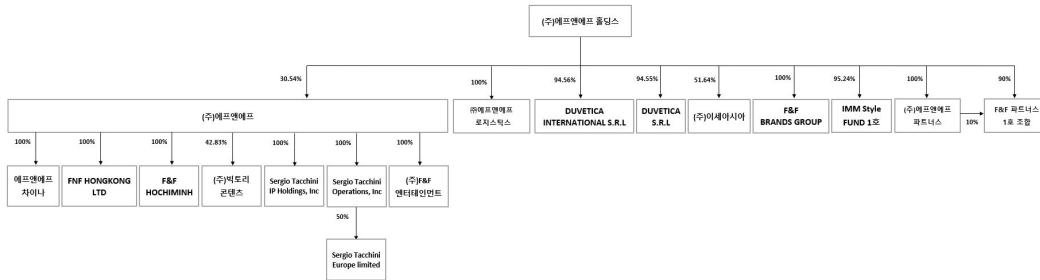 (주)에프앤에프 홀딩스
30.54%
100%
94.56%
94.55%
51.64%
100%
95.24%
100%
90%
(주)에프앤에프
㈜에프앤에프
로지스틱스
DUVETICA
INTERNATIONAL S.R.L
DUVETICA
S.R.L
(주)이세아시아
F&F
BRANDS GROUP
IMM Style
FUND 1호
(주)에프앤에프
파트너스
10%
F&F 파트너스
1호 조합
100%
100%
100%
42.83%
100%
100%
100%
에프앤에프
차이나
FNF HONGKONG
LTD
F&F
HOCHIMINH
(주)빅토리
콘텐츠
Sergio Tacchini
IP Holdings, Inc
Sergio Tacchini
Operations, Inc
(주)F&F
엔터테인먼트
50%
Sergio Tacchini
Europe limited